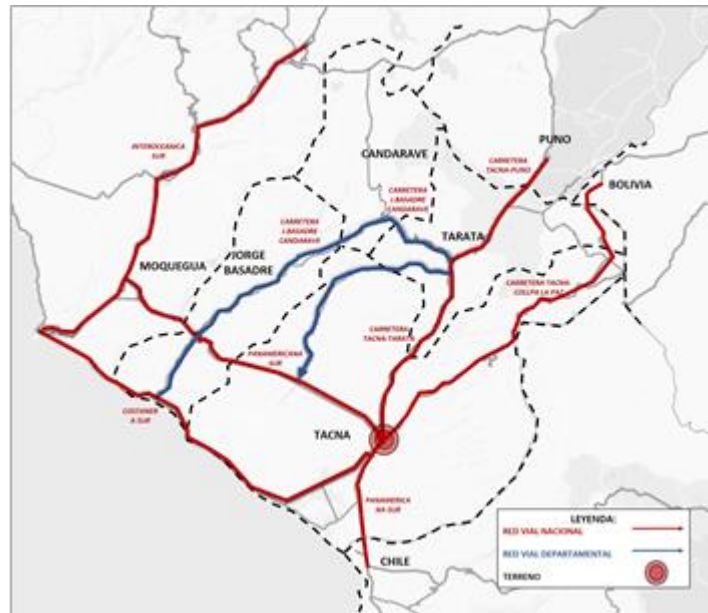 PUNO
INTEROCEANICA
SUR
CANDARAVE
CARRETERA
TACNA-PUNO
BOLIVIA
CARRETERA
J.BASADRE
CANDARAVE
CARRETERA
J.BASADRE
CANDARAVE
TARATA
JORGE
BASADRE
MOQUEGUA
CARRETERA TACNA-
COLLPA LA PAZ
CARRETERA
TACNA-TARATA
PANAMERICANA
SUR
COSTANER
A SUR
TACNA
PANAMERICA
NA SUR
CHILE
LEYENDA:
RED VIAL NACIONAL
RED VIAL DEPARTAMENTAL
TERRENO